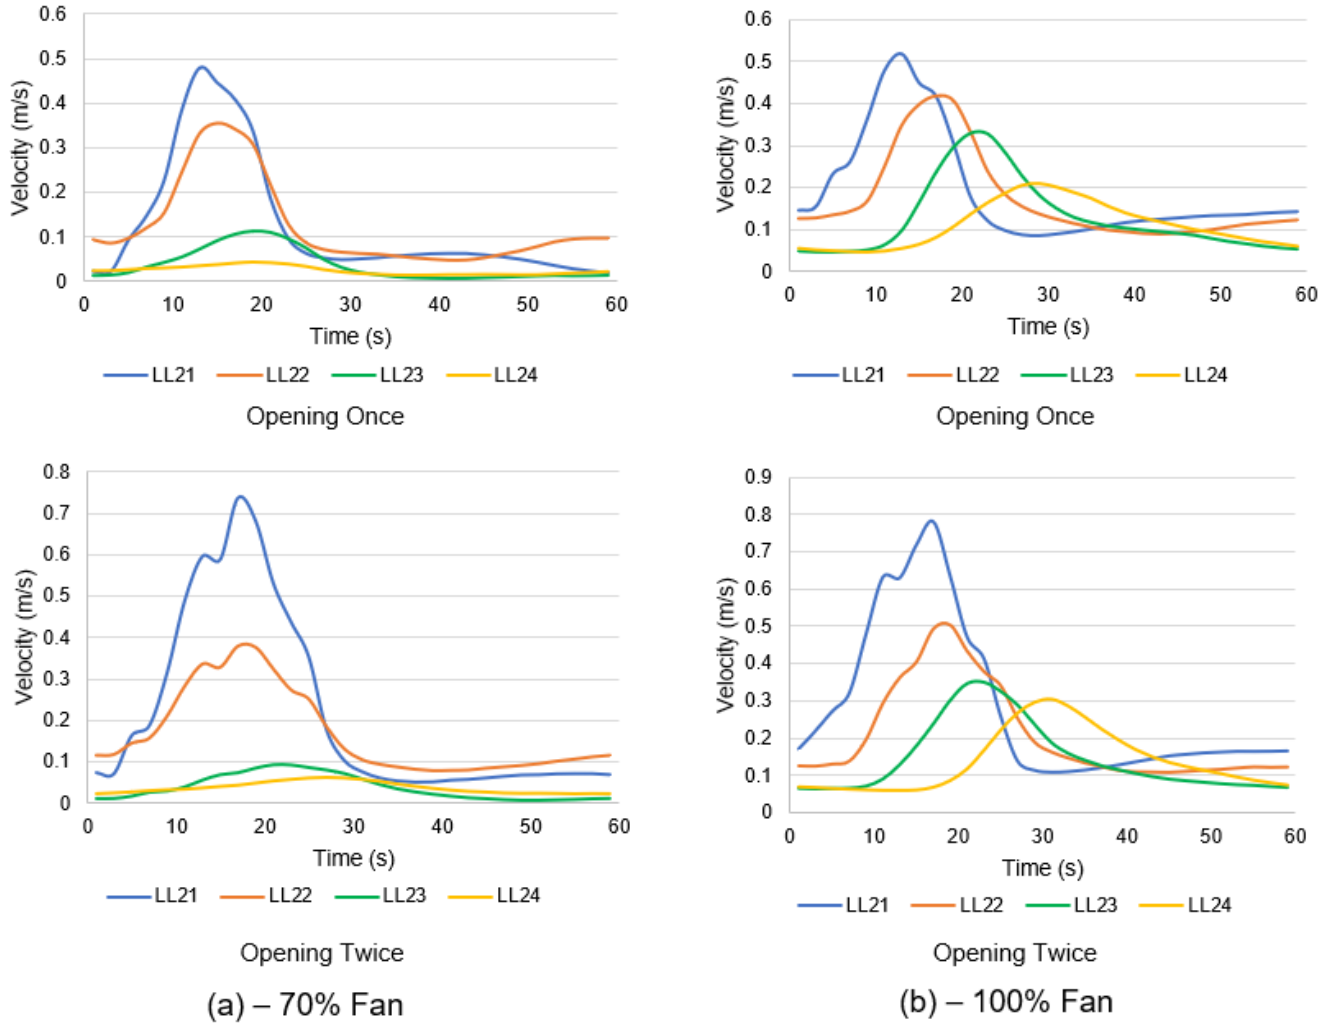 0.6
0.5
0.4
0.3
0.2
0.1
0
Velocity (m/s)
0 10 20 30 40 50 60
Time (s)
LL21 LL22 LL23 LL24
Opening Once
0.6
0.5
0.4
0.3
0.2
0.1
0
Velocity (m/s)
0 10 20 30 40 50 60
Time (s)
LL21 LL22 LL23 LL24
Opening Once
0.8
0.7
0.6
0.5
0.4
0.3
0.2
0.1
0
Velocity (m/s)
0 10 20 30 40 50 60
Time (s)
LL21 LL22 LL23 LL24
Opening Twice
(a) – 70% Fan
0.9
0.8
0.7
0.6
0.5
0.4
0.3
0.2
0.1
0
Velocity (m/s)
0 10 20 30 40 50 60
Time (s)
LL21 LL22 LL23 LL24
Opening Twice
(b) – 100% Fan